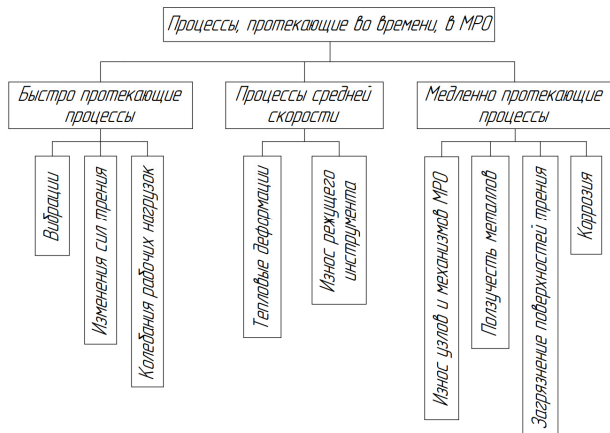 Процессы, протекающие во времени, в МРО
Быстро протекающие
процессы
Процессы средней
скорости
Медленно протекающие
процессы
Вибрации
Изменения сил трения
Колебания рабочих нагрузок
Тепловые деформации
Износ режущего
инструмента
Износ узлов и механизмов МРО
Ползучесть металлов
Загрязнение поверхностей трения
Коррозия